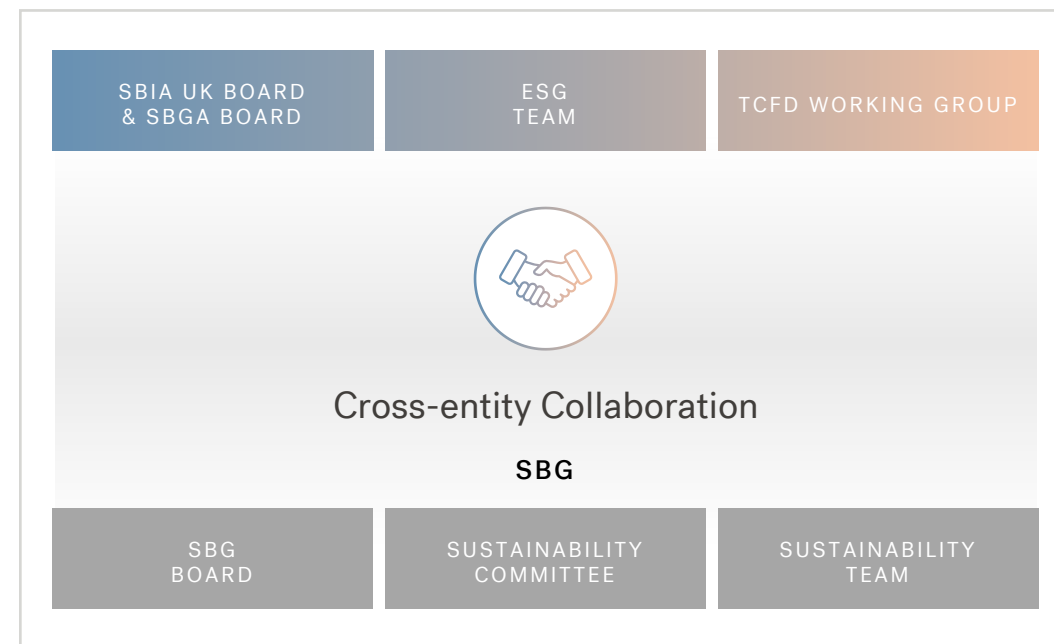 SBIA UK BOARD
& SBGA BOARD
ESG
TEAM
TCFD WORKING GROUP
Cross-entity Collaboration
SBG
SBG
BOARD
SUSTAINABILITY
COMMITTEE
SUSTAINABILITY
TEAM